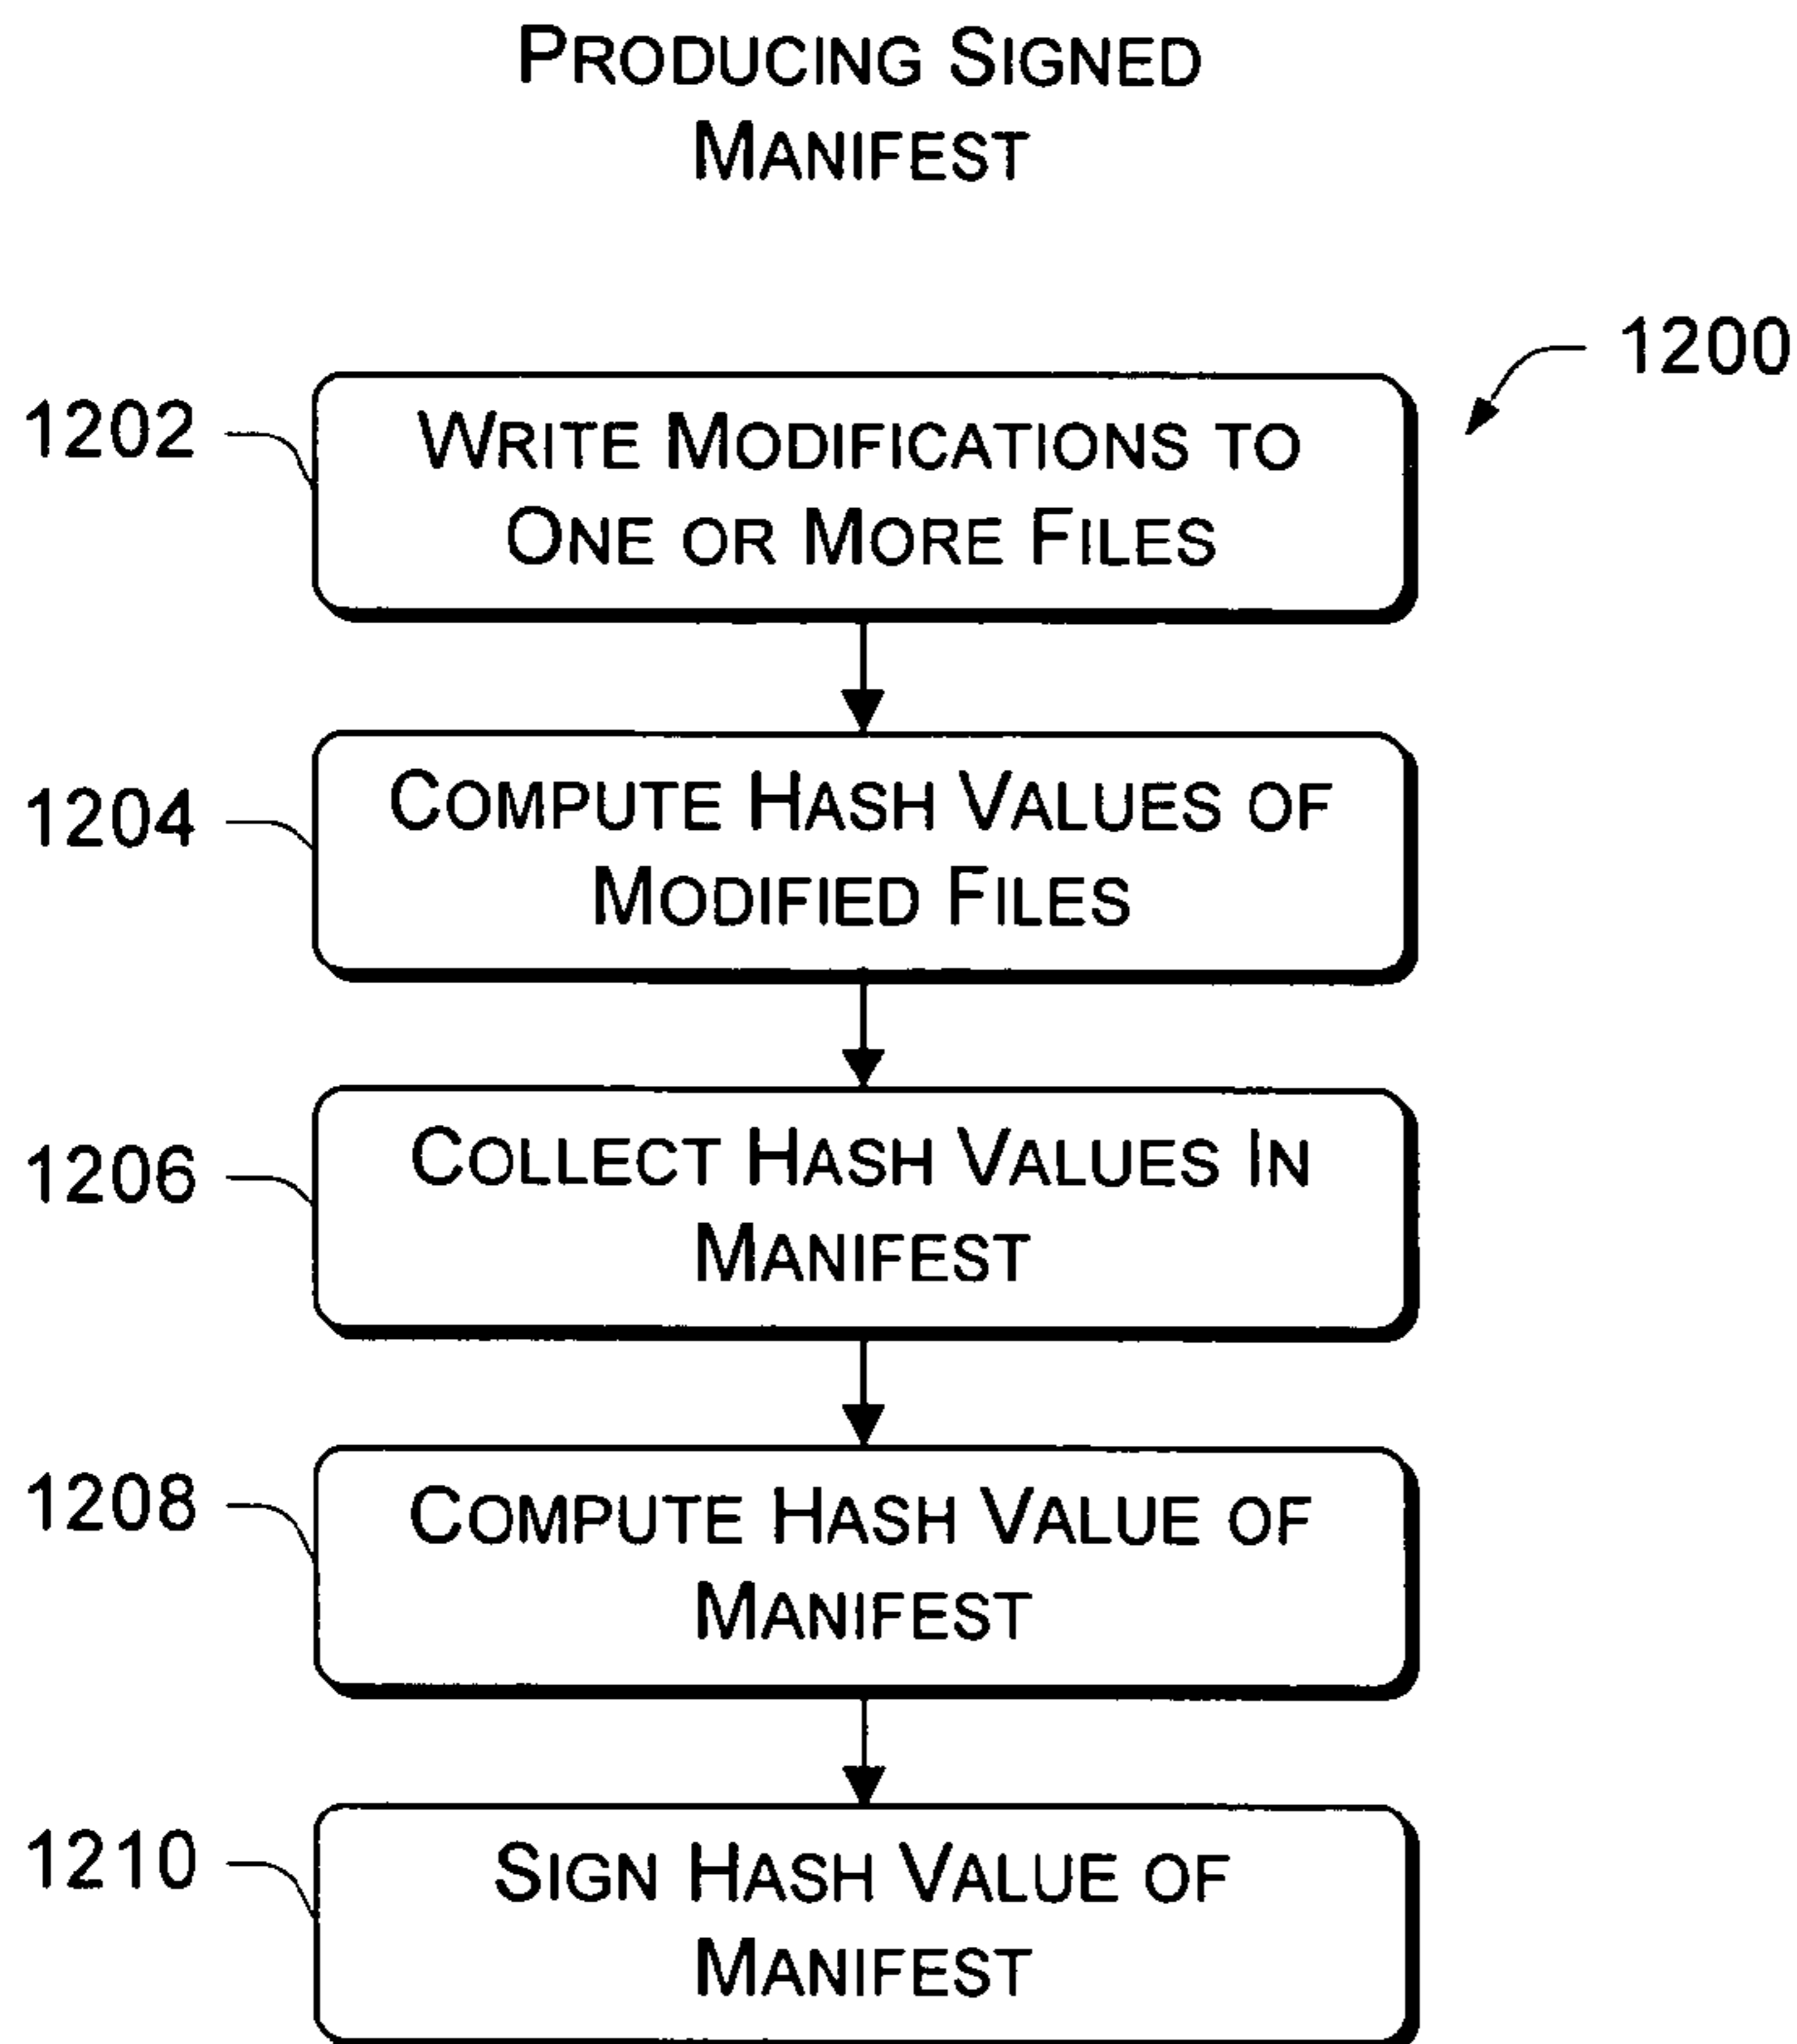 PRODUCING SIGNED
MANIFEST
1200
1202
WRITE MODIFICATIONS TO
ONE OR MORE FILES
1204
COMPUTE HASH VALUES OF
MODIFIED FILES
1206
COLLECT HASH VALUES IN
MANIFEST
1208
COMPUTE HASH VALUE OF
MANIFEST
1210
SIGN HASH VALUE OF
MANIFEST